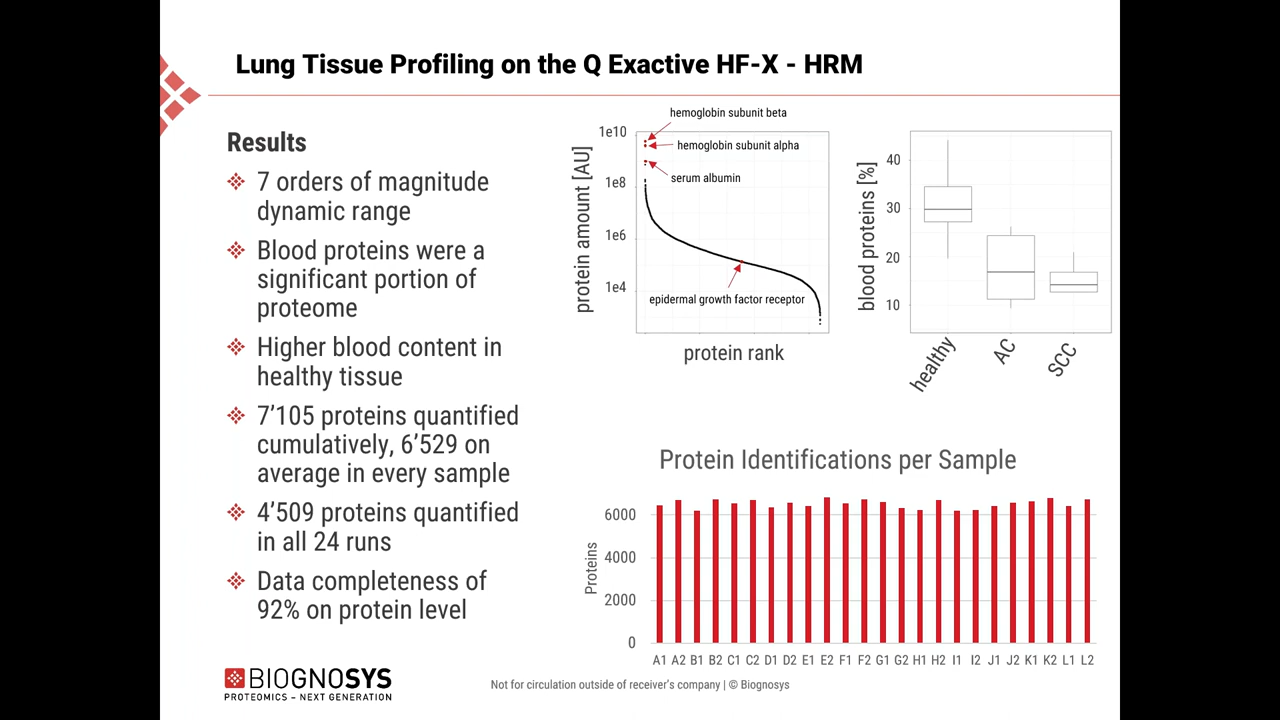 Lung Tissue Profiling on the Q Exactive HF-X - HRM
Results
7 orders of magnitude
dynamic range
Blood proteins were a
significant portion of
proteome
Higher blood content in
healthy tissue
7’105 proteins quantified
cumulatively, 6’529 on
average in every sample
4’509 proteins quantified
in all 24 runs
Data completeness of
92% on protein level
hemoglobin subunit beta
hemoglobin subunit alpha
serum albumin
epidermal growth factor receptor
protein amount [AU]
1e10
1e8
1e6
1e4
protein rank
blood proteins [%]
40
30
20
10
healthy
AC
SCC
Protein Identifications per Sample
Proteins
6000
4000
2000
0
A1 A2 B1 B2 C1 C2 D1 D2 E1 E2 F1 F2 G1 G2 H1 H2 I1 I2 J1 J2 K1 K2 L1 L2
BIOGNOSYS
PROTEOMICS – NEXT GENERATION
Not for circulation outside of receiver’s company | © Biognosys